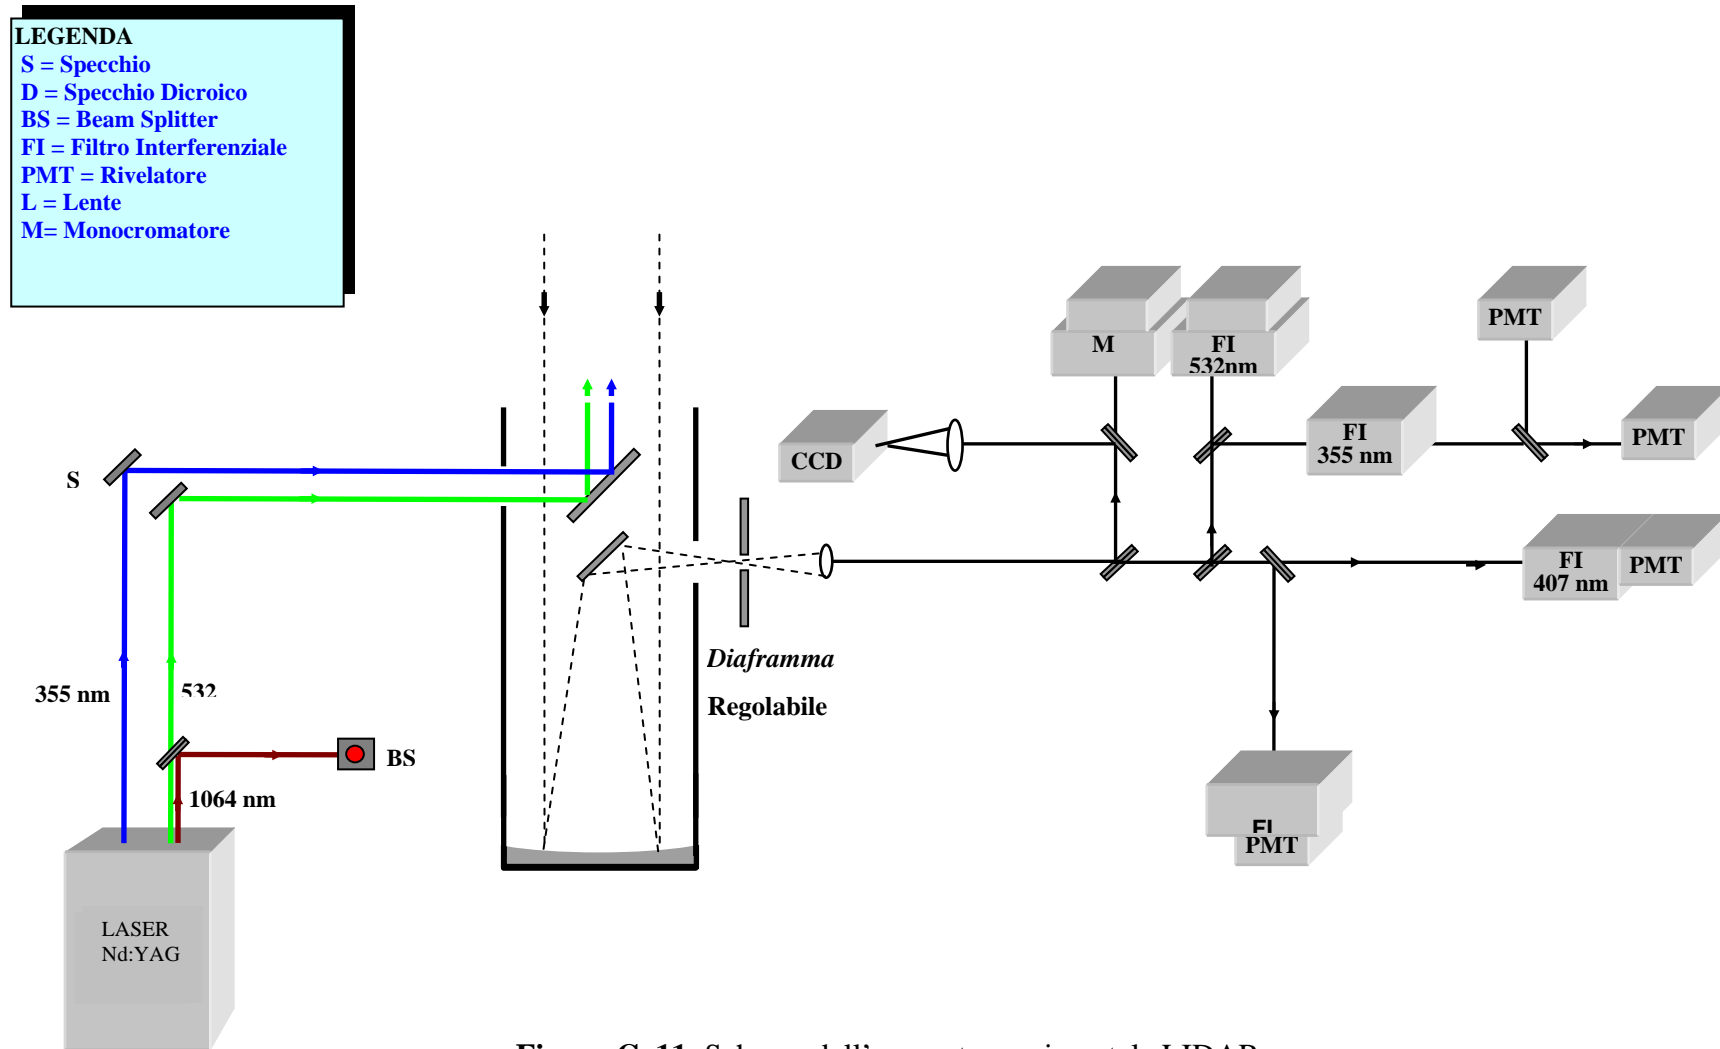 LEGENDA
S = Specchio
D = Specchio Dicroico
BS = Beam Splitter
FI = Filtro Interferenziale
PMT = Rivelatore
L = Lente
M= Monocromatore
PMT
M
FI
532nm
FI
355 nm
PMT
CCD
S
FI
407 nm
PMT
Diaframma
Regolabile
355 nm
532
BS
1064 nm
FI
PMT
LASER
Nd:YAG